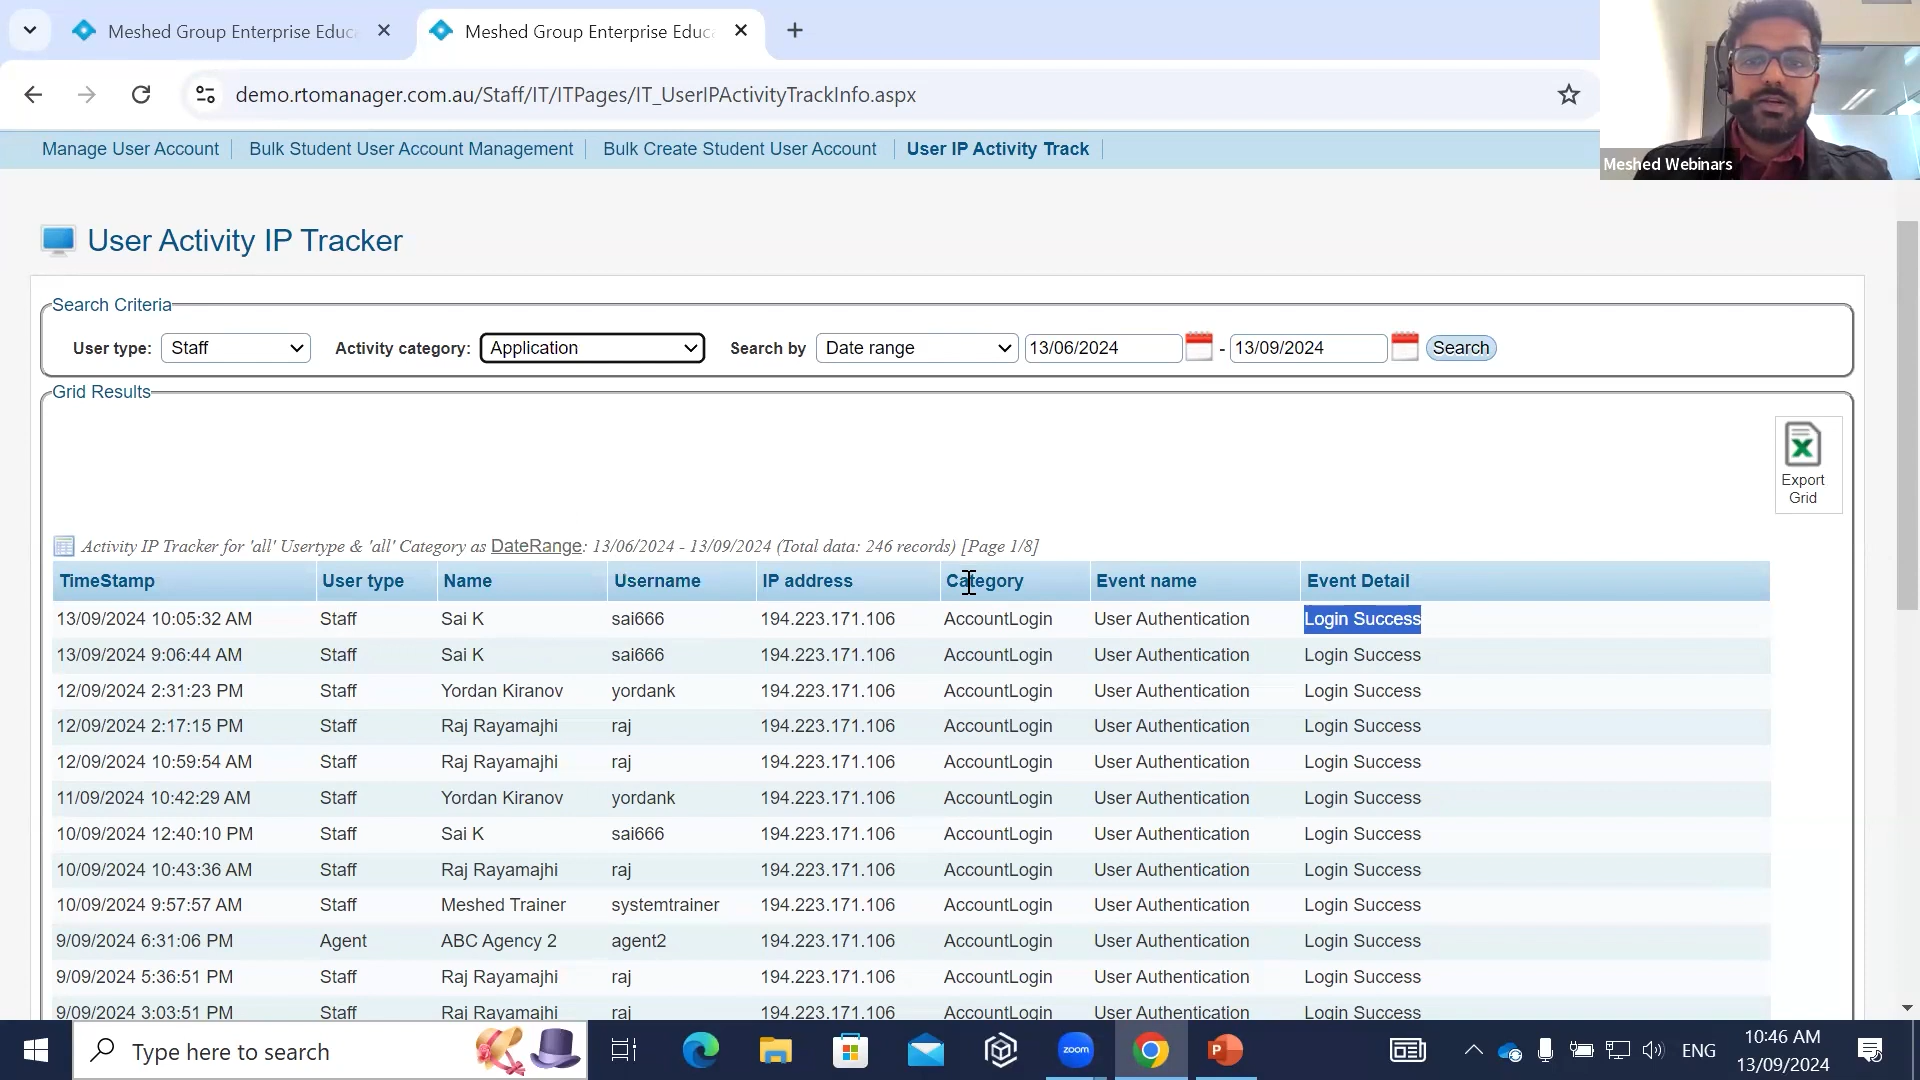 Meshed Group Enterprise Educ
Meshed Group Enterprise Educ
demo.rtomanager.com.au/Staff/IT/ITPages/IT_UserIPActivityTrackInfo.aspx
Meshed Webinars
Manage User Account
Bulk Student User Account Management
Bulk Create Student User Account
User IP Activity Track
User Activity IP Tracker
Search Criteria
User type: Staff Activity category: Application Search by Date range 13/06/2024 - 13/09/2024 Search
Grid Results
Export
Grid
Activity IP Tracker for 'all' Usertype & 'all' Category as DateRange: 13/06/2024 - 13/09/2024 (Total data: 246 records) [Page 1/8]
TimeStamp User type Name Username IP address Category Event name Event Detail
13/09/2024 10:05:32 AM Staff Sai K sai666 194.223.171.106 AccountLogin User Authentication Login Success
13/09/2024 9:06:44 AM Staff Sai K sai666 194.223.171.106 AccountLogin User Authentication Login Success
12/09/2024 2:31:23 PM Staff Yordan Kiranov yordank 194.223.171.106 AccountLogin User Authentication Login Success
12/09/2024 2:17:15 PM Staff Raj Rayamajhi raj 194.223.171.106 AccountLogin User Authentication Login Success
12/09/2024 10:59:54 AM Staff Raj Rayamajhi raj 194.223.171.106 AccountLogin User Authentication Login Success
11/09/2024 10:42:29 AM Staff Yordan Kiranov yordank 194.223.171.106 AccountLogin User Authentication Login Success
10/09/2024 12:40:10 PM Staff Sai K sai666 194.223.171.106 AccountLogin User Authentication Login Success
10/09/2024 10:43:36 AM Staff Raj Rayamajhi raj 194.223.171.106 AccountLogin User Authentication Login Success
10/09/2024 9:57:57 AM Staff Meshed Trainer systemtrainer 194.223.171.106 AccountLogin User Authentication Login Success
9/09/2024 6:31:06 PM Agent ABC Agency 2 agent2 194.223.171.106 AccountLogin User Authentication Login Success
9/09/2024 5:36:51 PM Staff Raj Rayamajhi raj 194.223.171.106 AccountLogin User Authentication Login Success
9/09/2024 3:03:51 PM Staff Raj Rayamajhi raj 194.223.171.106 AccountLogin User Authentication Login Success
Type here to search
zoom
P
ENG
10:46 AM
13/09/2024